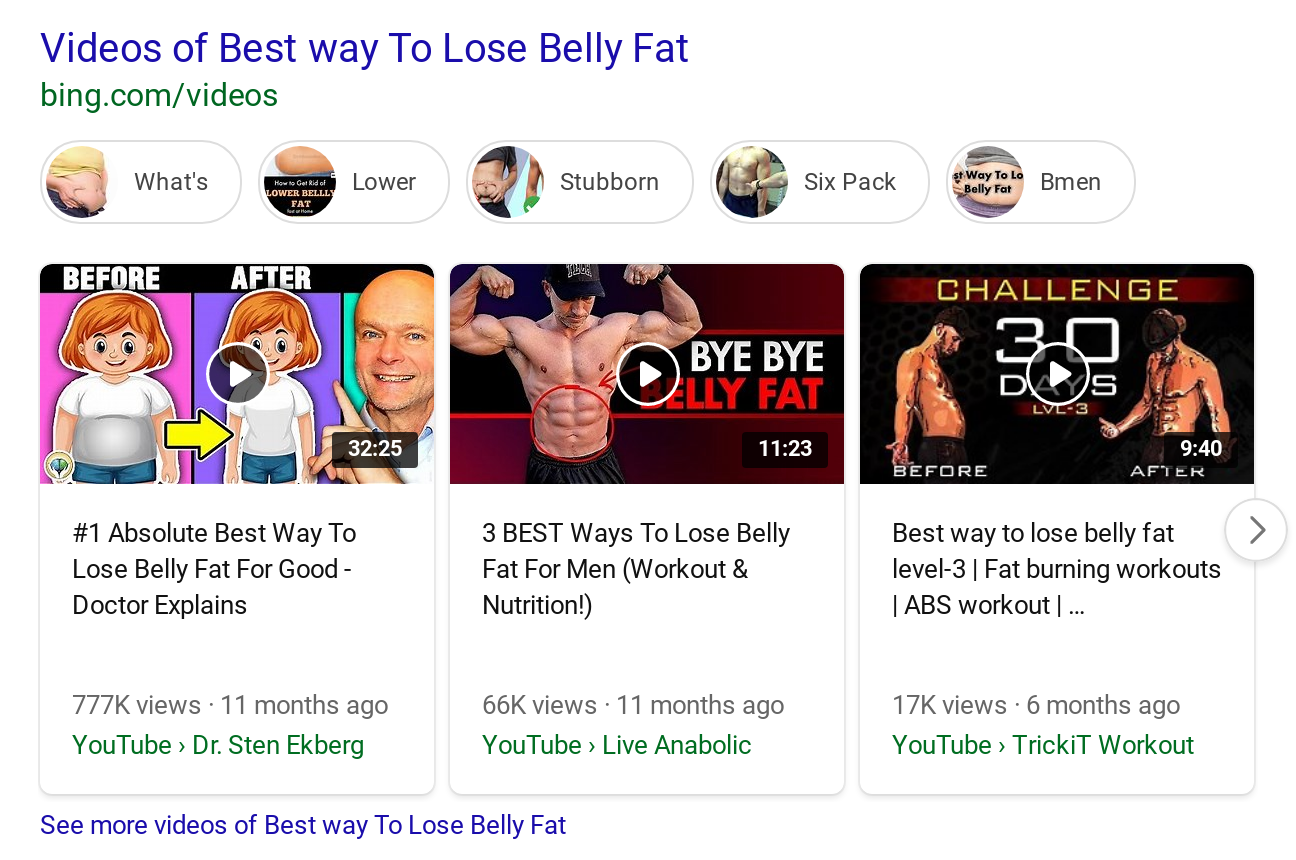 Videos of Best way To Lose Belly Fat
bing.com/videos
What's
How to Get Rid of
LOWER BELLY
FAT
Fast at Home
Lower
Stubborn
Six Pack
st Way To Lo
Belly Fat
Bmen
BEFORE AFTER
32:25
BYE BYE
BELLY FAT
11:23
CHALLENGE
30
DAYS
LVL-3
9:40
BEFORE AFTER
#1 Absolute Best Way To
Lose Belly Fat For Good -
Doctor Explains
777K views · 11 months ago
YouTube › Dr. Sten Ekberg
3 BEST Ways To Lose Belly
Fat For Men (Workout &
Nutrition!)
66K views · 11 months ago
YouTube › Live Anabolic
Best way to lose belly fat
level-3 | Fat burning workouts
| ABS workout | ...
17K views · 6 months ago
YouTube › TrickiT Workout
See more videos of Best way To Lose Belly Fat